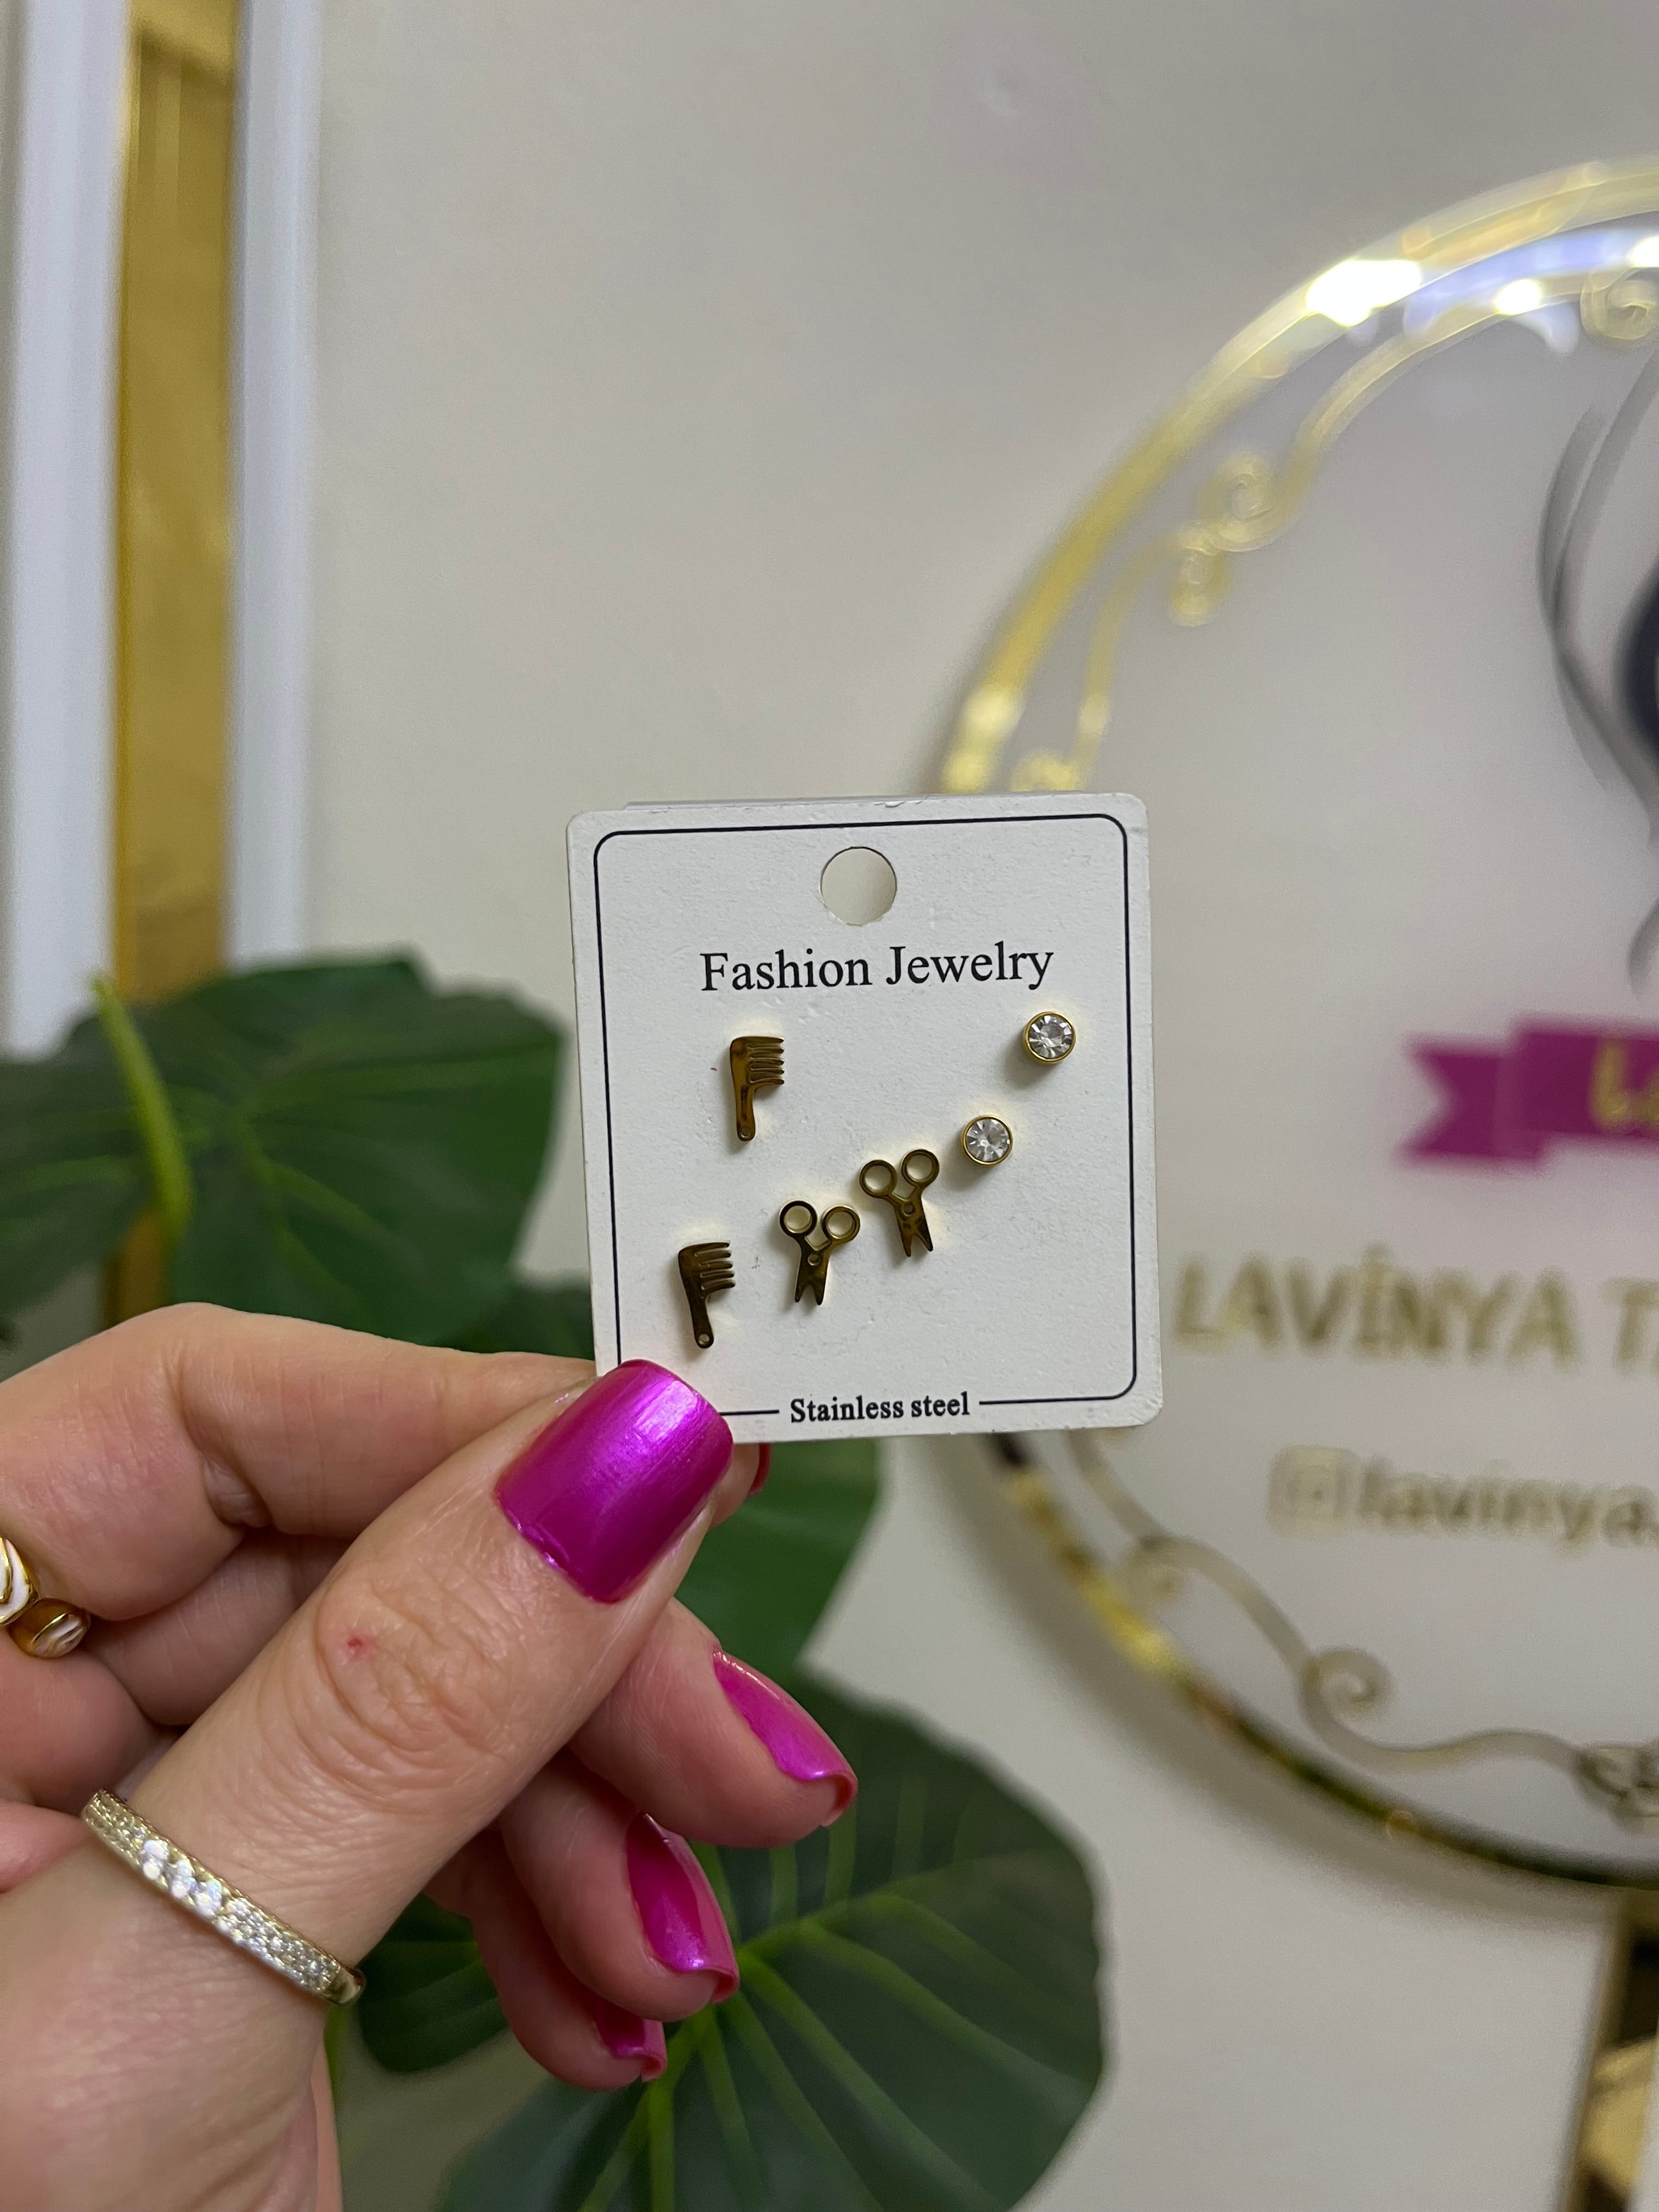 Fashion Jewelry
Stainless steel
LAVİNYA
lavinya